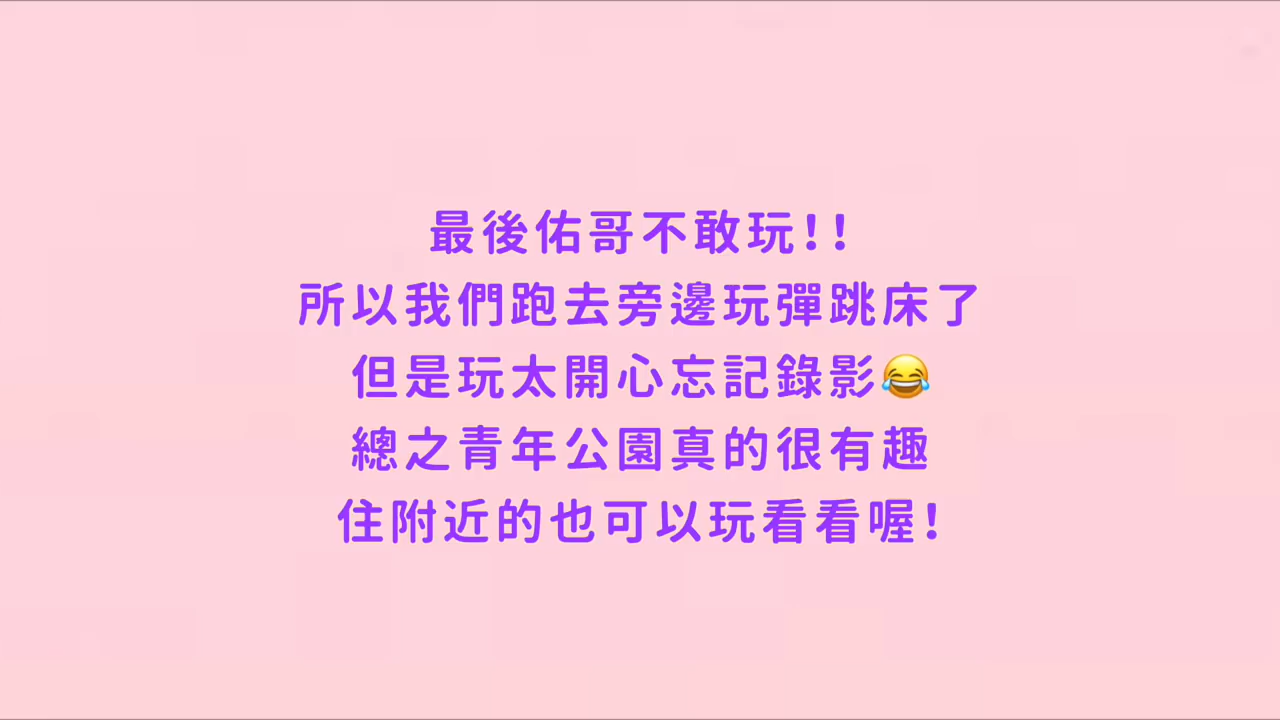 最後佑哥不敢玩!!
所以我們跑去旁邊玩彈跳床了
但是玩太開心忘記錄影😂
總之青年公園真的很有趣
住附近的也可以玩看看喔!